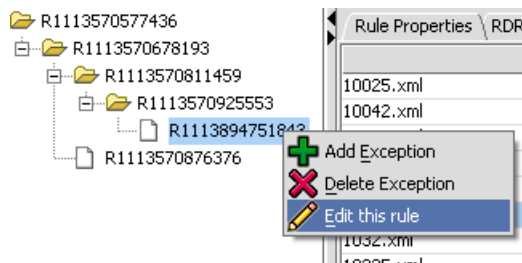 R1113570577436
R1113570678193
R1113570811459
R1113570925553
R1113894751843
R1113570876376
Rule Properties
RDR
10025.xml
10042.xml
Add Exception
Delete Exception
Edit this rule
1032.xml